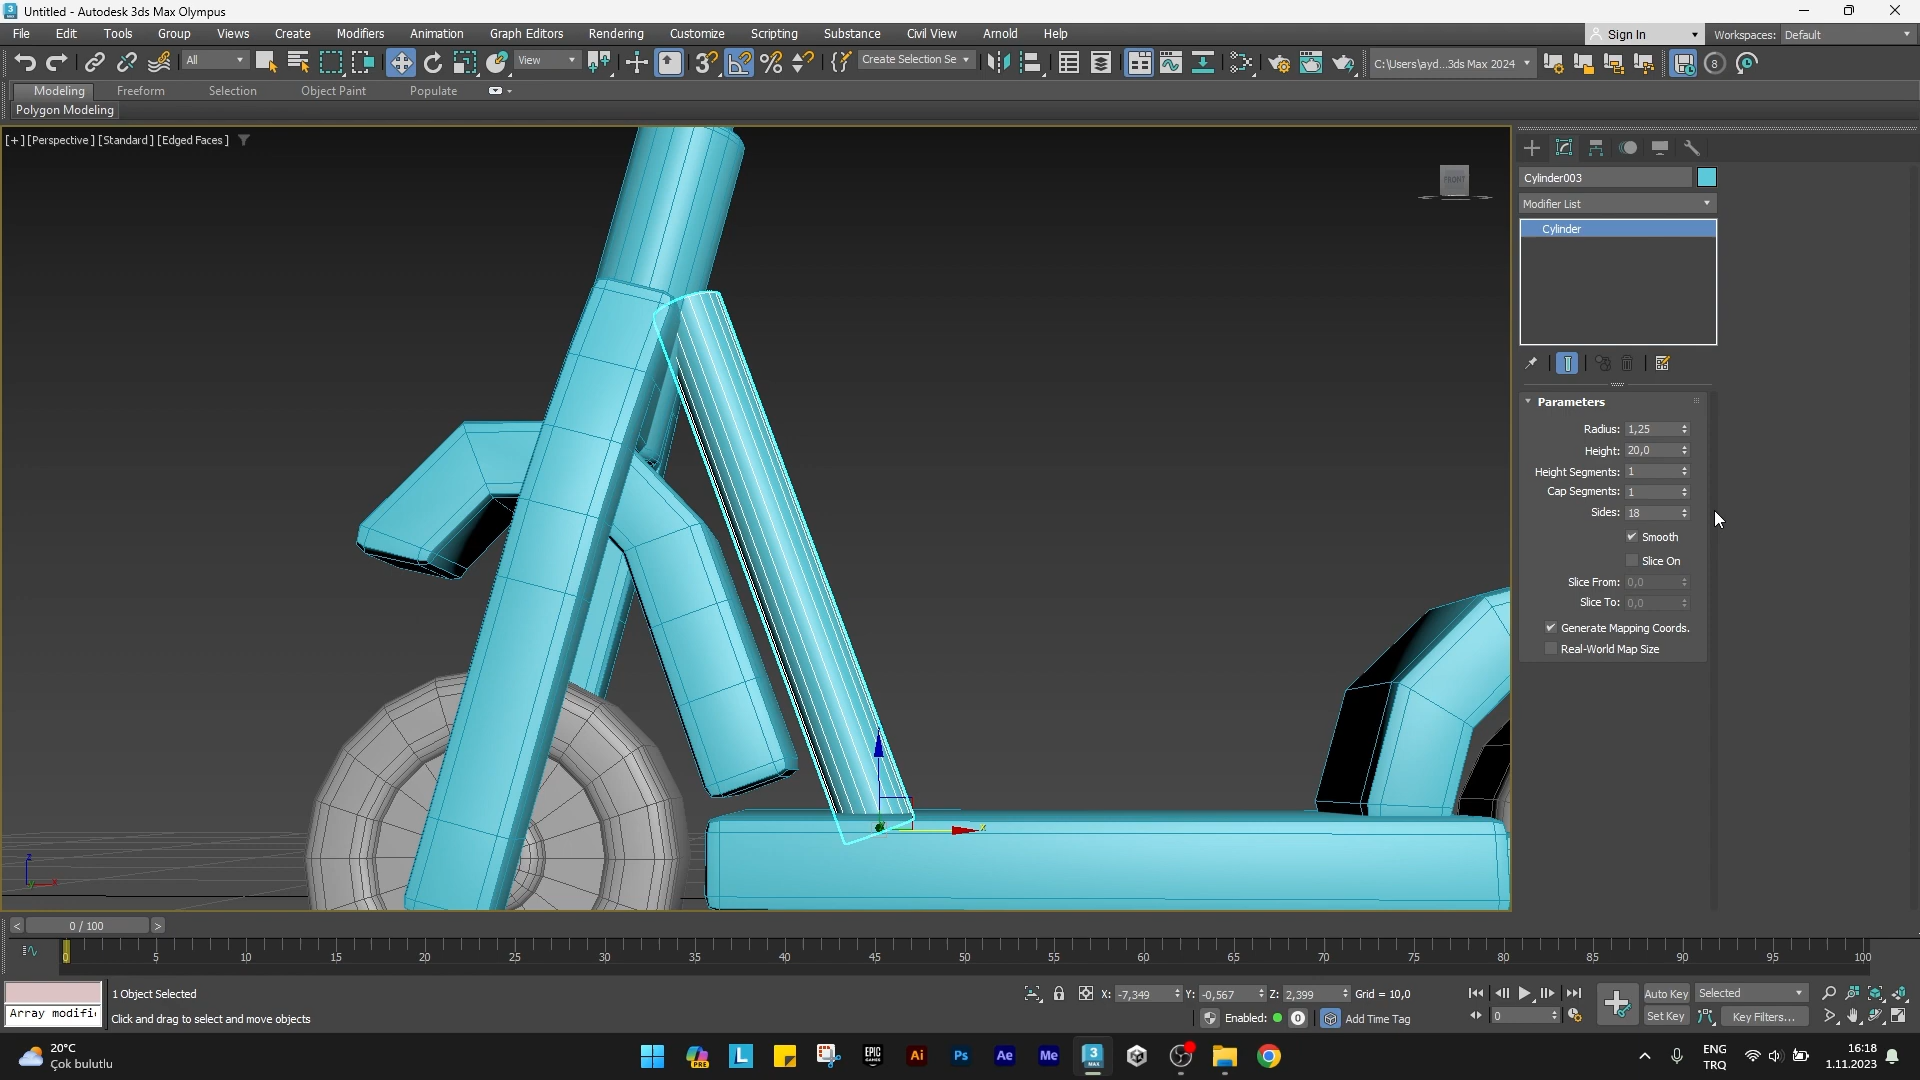 Untitled - Autodesk 3ds Max Olympus
File Edit Tools Group Views Create Modifiers Animation Graph Editors Rendering Customize Scripting Substance Civil View Arnold Help
Sign In Workspaces: Default
All View Create Selection Se C:\Users\ayd...3ds Max 2024
Modeling Freeform Selection Object Paint Populate
Polygon Modeling
[+] [Perspective] [Standard] [Edged Faces]
FRONT
Cylinder003
Modifier List
Cylinder
Parameters
Radius: 1,25
Height: 20,0
Height Segments: 1
Cap Segments: 1
Sides: 18
Smooth
Slice On
Slice From: 0,0
Slice To: 0,0
Generate Mapping Coords.
Real-World Map Size
z
x
x
0 / 100
0 5 10 15 20 25 30 35 40 45 50 55 60 65 70 75 80 85 90 95 100
1 Object Selected
X: -7,349 Y: -0,567 Z: 2,399 Grid = 10,0
Auto Key Selected
Array modifi
Click and drag to select and move objects
Enabled: 0 Add Time Tag
0
Set Key Key Filters...
20°C
Çok bulutlu
ENG
TRQ
16:18
1.11.2023